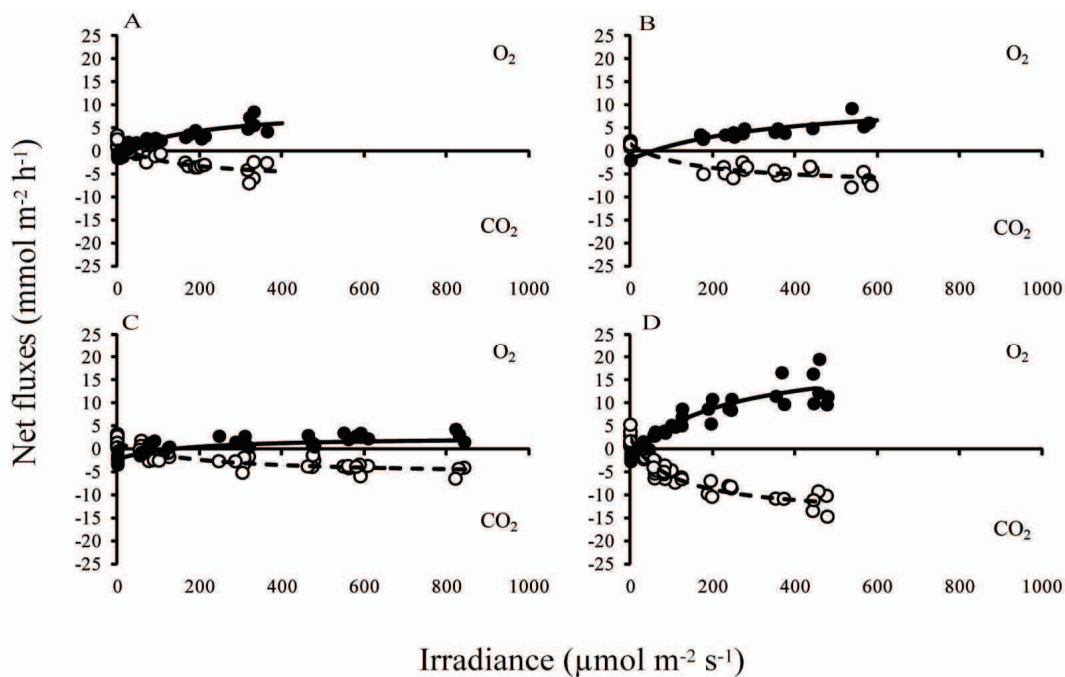 A
B
25 25
20 O₂ 20 O₂
15 15
10 10
5 5
0 0
-5 -5
-10 -10
-15 CO₂ -15 CO₂
-20 -20
-25 -25
0 200 400 600 800 1000 0 200 400 600 800 1000
C
D
25 25
20 O₂ 20 O₂
15 15
10 10
5 5
0 0
-5 -5
-10 -10
-15 CO₂ -15 CO₂
-20 -20
-25 -25
0 200 400 600 800 1000 0 200 400 600 800 1000
Net fluxes (mmol m⁻² h⁻¹)
Irradiance (µmol m⁻² s⁻¹)